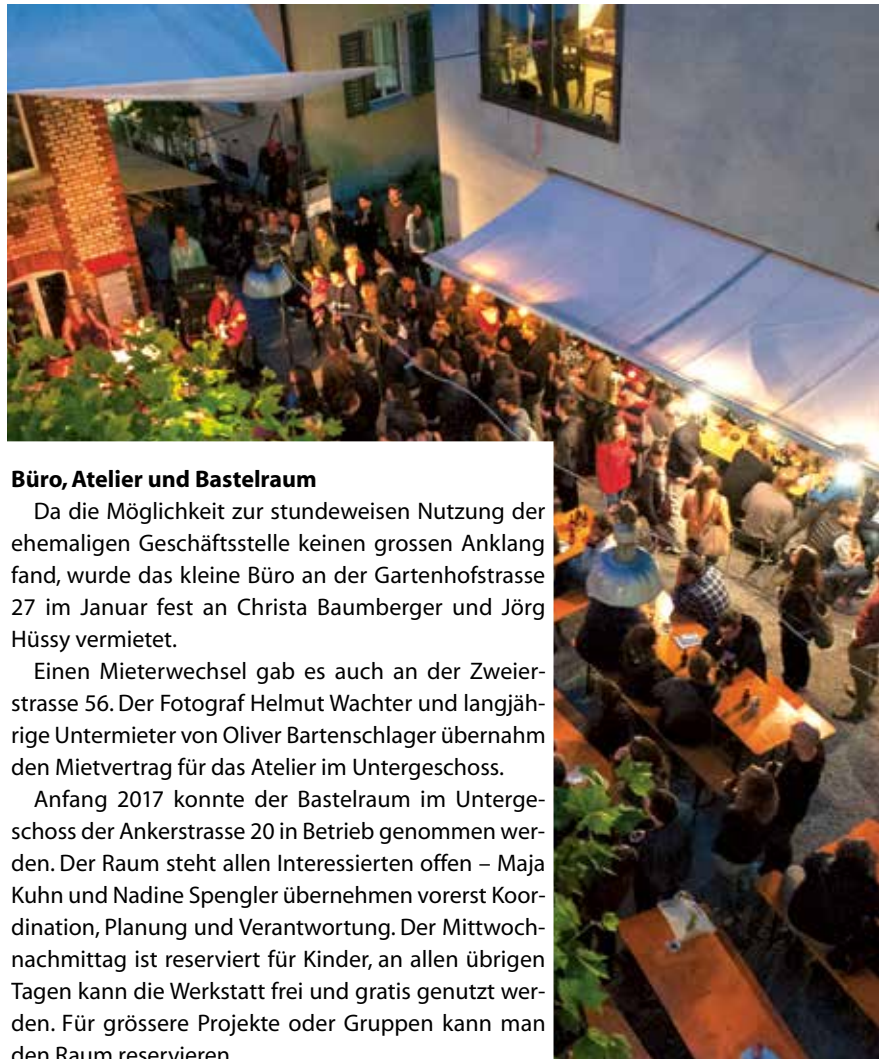 Büro, Atelier und Bastelraum
Da die Möglichkeit zur stundeweisen Nutzung der
ehemaligen Geschäftsstelle keinen grossen Anklang
fand, wurde das kleine Büro an der Gartenhofstrasse
27 im Januar fest an Christa Baumberger und Jörg
Hüssy vermietet.
Einen Mieterwechsel gab es auch an der Zweier-
strasse 56. Der Fotograf Helmut Wachter und langjäh-
rige Untermieter von Oliver Bartenschlager übernahm
den Mietvertrag für das Atelier im Untergeschoss.
Anfang 2017 konnte der Bastelraum im Unterge-
schoss der Ankerstrasse 20 in Betrieb genommen wer-
den. Der Raum steht allen Interessierten offen – Maja
Kuhn und Nadine Spengler übernehmen vorerst Koor-
dination, Planung und Verantwortung. Der Mittwoch-
nachmittag ist reserviert für Kinder, an allen übrigen
Tagen kann die Werkstatt frei und gratis genutzt wer-
den. Für grössere Projekte oder Gruppen kann man
den Raum reservieren